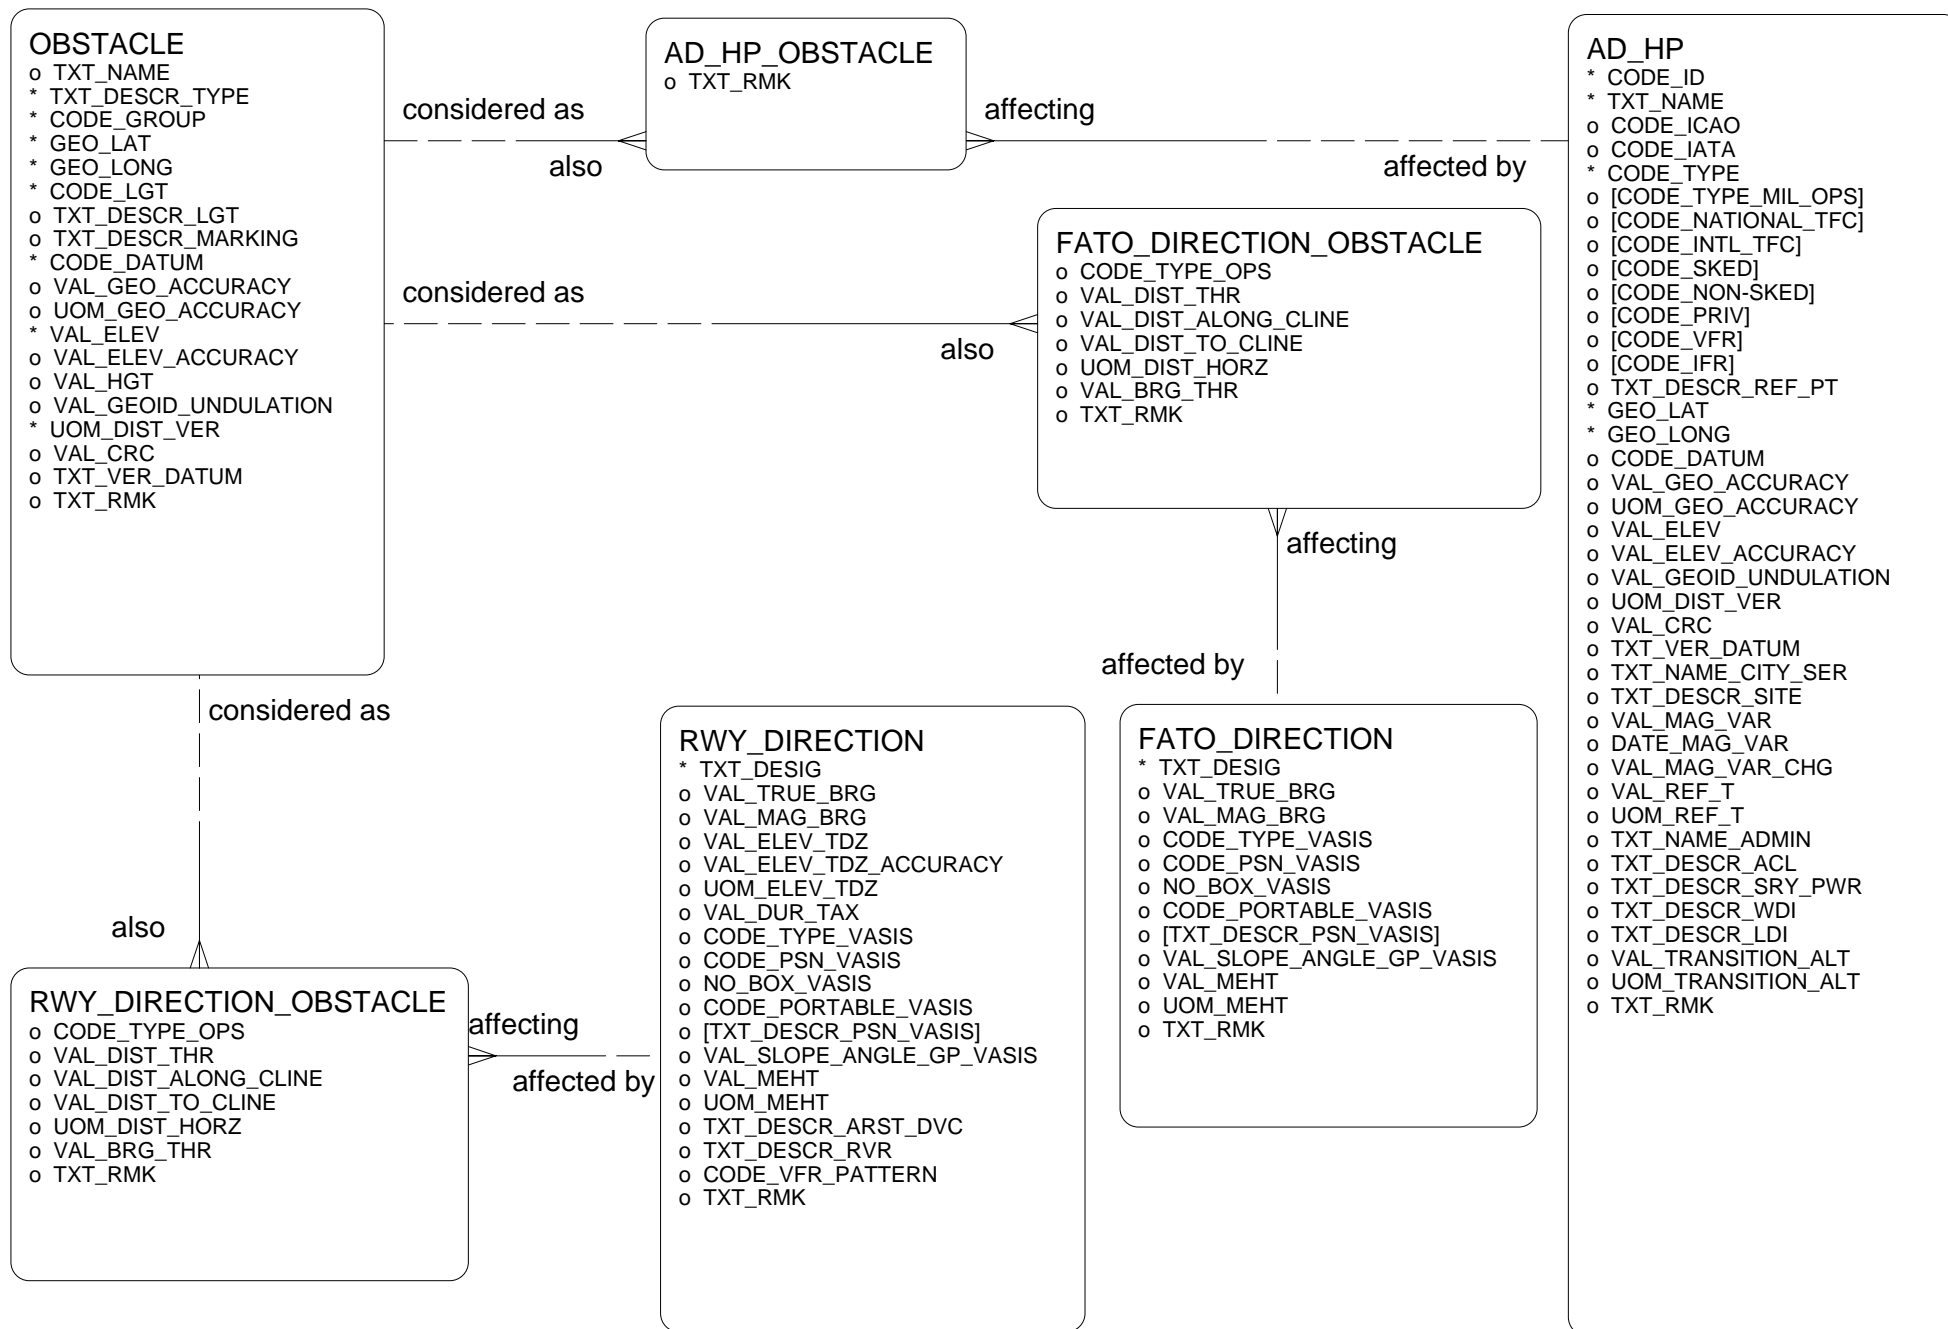 OBSTACLE
o TXT_NAME
* TXT_DESCR_TYPE
* CODE_GROUP
* GEO_LAT
* GEO_LONG
* CODE_LGT
o TXT_DESCR_LGT
o TXT_DESCR_MARKING
* CODE_DATUM
o VAL_GEO_ACCURACY
o UOM_GEO_ACCURACY
* VAL_ELEV
o VAL_ELEV_ACCURACY
o VAL_HGT
o VAL_GEOID_UNDULATION
* UOM_DIST_VER
o VAL_CRC
o TXT_VER_DATUM
o TXT_RMK
considered as
also
AD_HP_OBSTACLE
o TXT_RMK
affecting
affected by
AD_HP
* CODE_ID
* TXT_NAME
o CODE_ICAO
o CODE_IATA
* CODE_TYPE
o [CODE_TYPE_MIL_OPS]
o [CODE_NATIONAL_TFC]
o [CODE_INTL_TFC]
o [CODE_SKED]
o [CODE_NON-SKED]
o [CODE_PRIV]
o [CODE_VFR]
o [CODE_IFR]
o TXT_DESCR_REF_PT
* GEO_LAT
* GEO_LONG
o CODE_DATUM
o VAL_GEO_ACCURACY
o UOM_GEO_ACCURACY
o VAL_ELEV
o VAL_ELEV_ACCURACY
o VAL_GEOID_UNDULATION
o UOM_DIST_VER
o VAL_CRC
o TXT_VER_DATUM
o TXT_NAME_CITY_SER
o TXT_DESCR_SITE
o VAL_MAG_VAR
o DATE_MAG_VAR
o VAL_MAG_VAR_CHG
o VAL_REF_T
o UOM_REF_T
o TXT_NAME_ADMIN
o TXT_DESCR_ACL
o TXT_DESCR_SRY_PWR
o TXT_DESCR_WDI
o TXT_DESCR_LDI
o VAL_TRANSITION_ALT
o UOM_TRANSITION_ALT
o TXT_RMK
considered as
also
FATO_DIRECTION_OBSTACLE
o CODE_TYPE_OPS
o VAL_DIST_THR
o VAL_DIST_ALONG_CLINE
o VAL_DIST_TO_CLINE
o UOM_DIST_HORZ
o VAL_BRG_THR
o TXT_RMK
affecting
affected by
FATO_DIRECTION
* TXT_DESIG
o VAL_TRUE_BRG
o VAL_MAG_BRG
o CODE_TYPE_VASIS
o CODE_PSN_VASIS
o NO_BOX_VASIS
o CODE_PORTABLE_VASIS
o [TXT_DESCR_PSN_VASIS]
o VAL_SLOPE_ANGLE_GP_VASIS
o VAL_MEHT
o UOM_MEHT
o TXT_RMK
considered as
also
RWY_DIRECTION_OBSTACLE
o CODE_TYPE_OPS
o VAL_DIST_THR
o VAL_DIST_ALONG_CLINE
o VAL_DIST_TO_CLINE
o UOM_DIST_HORZ
o VAL_BRG_THR
o TXT_RMK
affecting
affected by
RWY_DIRECTION
* TXT_DESIG
o VAL_TRUE_BRG
o VAL_MAG_BRG
o VAL_ELEV_TDZ
o VAL_ELEV_TDZ_ACCURACY
o UOM_ELEV_TDZ
o VAL_DUR_TAX
o CODE_TYPE_VASIS
o CODE_PSN_VASIS
o NO_BOX_VASIS
o CODE_PORTABLE_VASIS
o [TXT_DESCR_PSN_VASIS]
o VAL_SLOPE_ANGLE_GP_VASIS
o VAL_MEHT
o UOM_MEHT
o TXT_DESCR_ARST_DVC
o TXT_DESCR_RVR
o CODE_VFR_PATTERN
o TXT_RMK